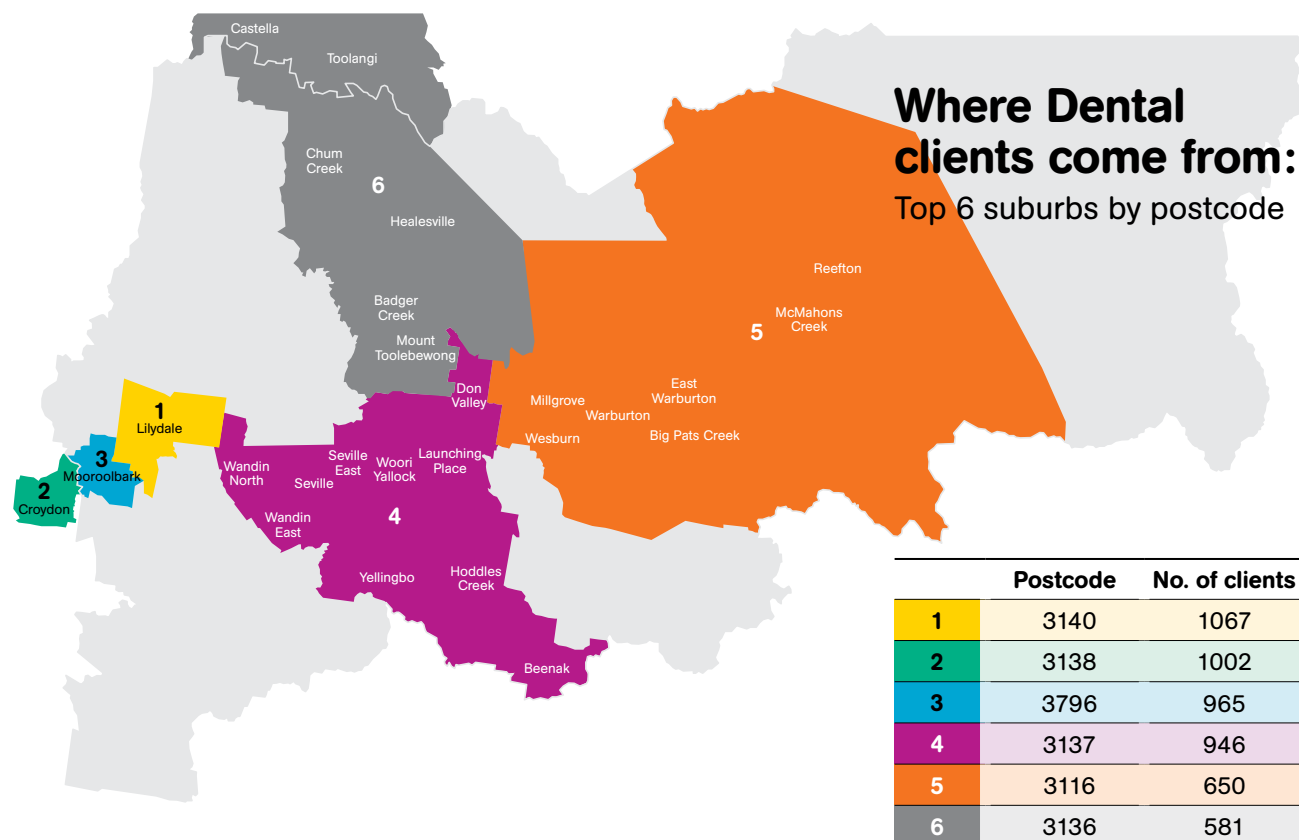 Where Dental
clients come from:
Top 6 suburbs by postcode
Castella
Toolangi
Chum
Creek
6
Healesville
Badger
Creek
Mount
Toolebewong
Reefton
McMahons
Creek
5
East
Warburton
Millgrove
Warburton
Wesburn
Big Pats Creek
Don
Valley
1
Lilydale
3
Mooroolbark
2
Croydon
Wandin
North
Seville
East
Seville
Woori
Yallock
Launching
Place
Wandin
East
4
Yellingbo
Hoddles
Creek
Beenak
Postcode No. of clients
1 3140 1067
2 3138 1002
3 3796 965
4 3137 946
5 3116 650
6 3136 581